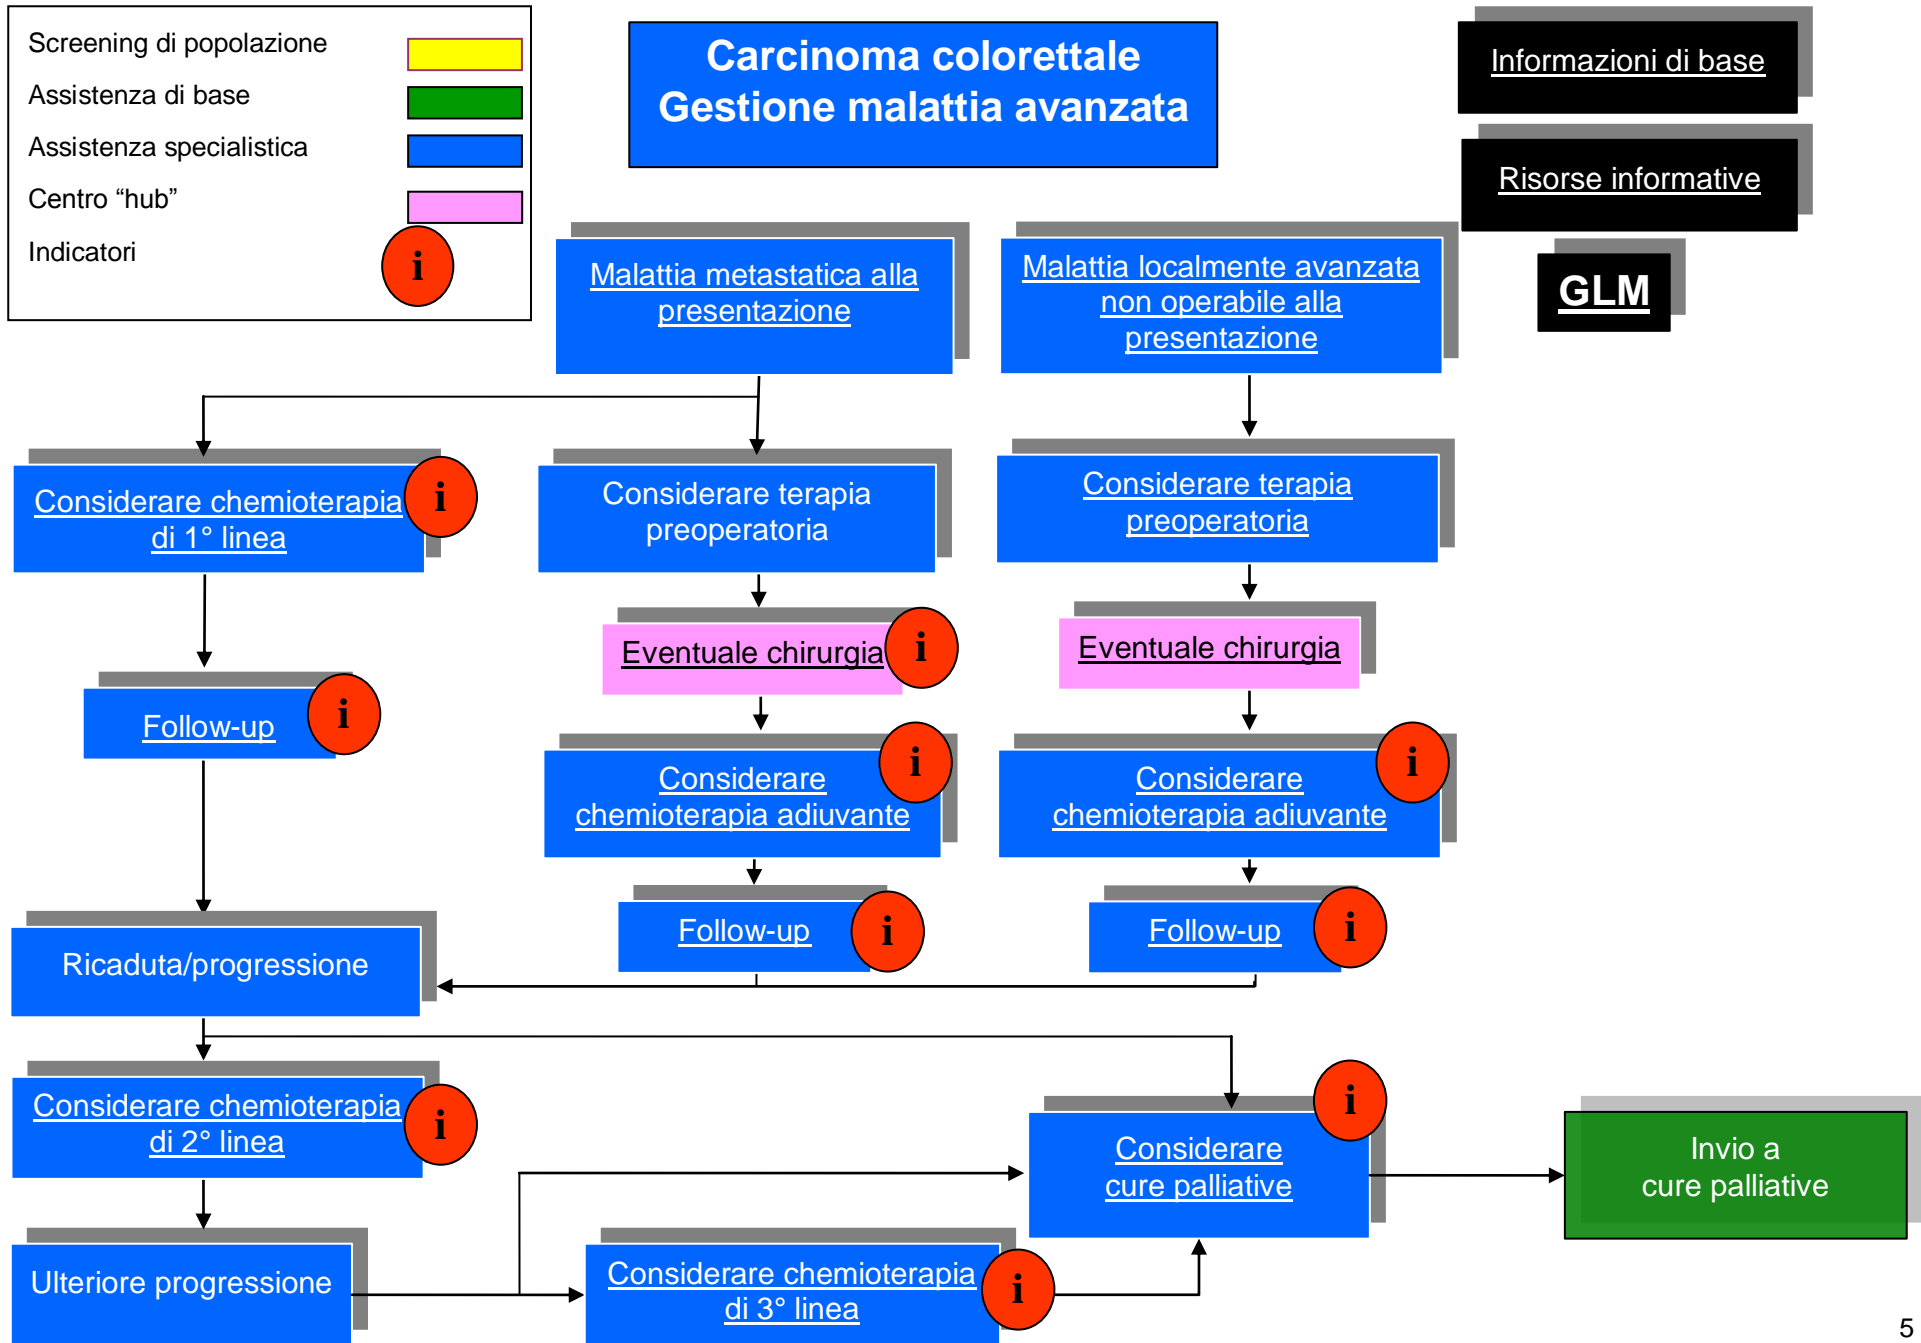 Screening di popolazione
Assistenza di base
Assistenza specialistica
Centro “hub”
Indicatori
i
Carcinoma colorettale
Gestione malattia avanzata
Informazioni di base
Risorse informative
GLM
Malattia metastatica alla
presentazione
Malattia localmente avanzata
non operabile alla
presentazione
Considerare chemioterapia
di 1° linea
i
Considerare terapia
preoperatoria
Considerare terapia
preoperatoria
Eventuale chirurgia
i
Eventuale chirurgia
Follow-up
i
Considerare
chemioterapia adiuvante
i
Considerare
chemioterapia adiuvante
i
Follow-up
i
Follow-up
i
Ricaduta/progressione
Considerare chemioterapia
di 2° linea
i
Considerare
cure palliative
i
Invio a
cure palliative
Ulteriore progressione
Considerare chemioterapia
di 3° linea
i
5